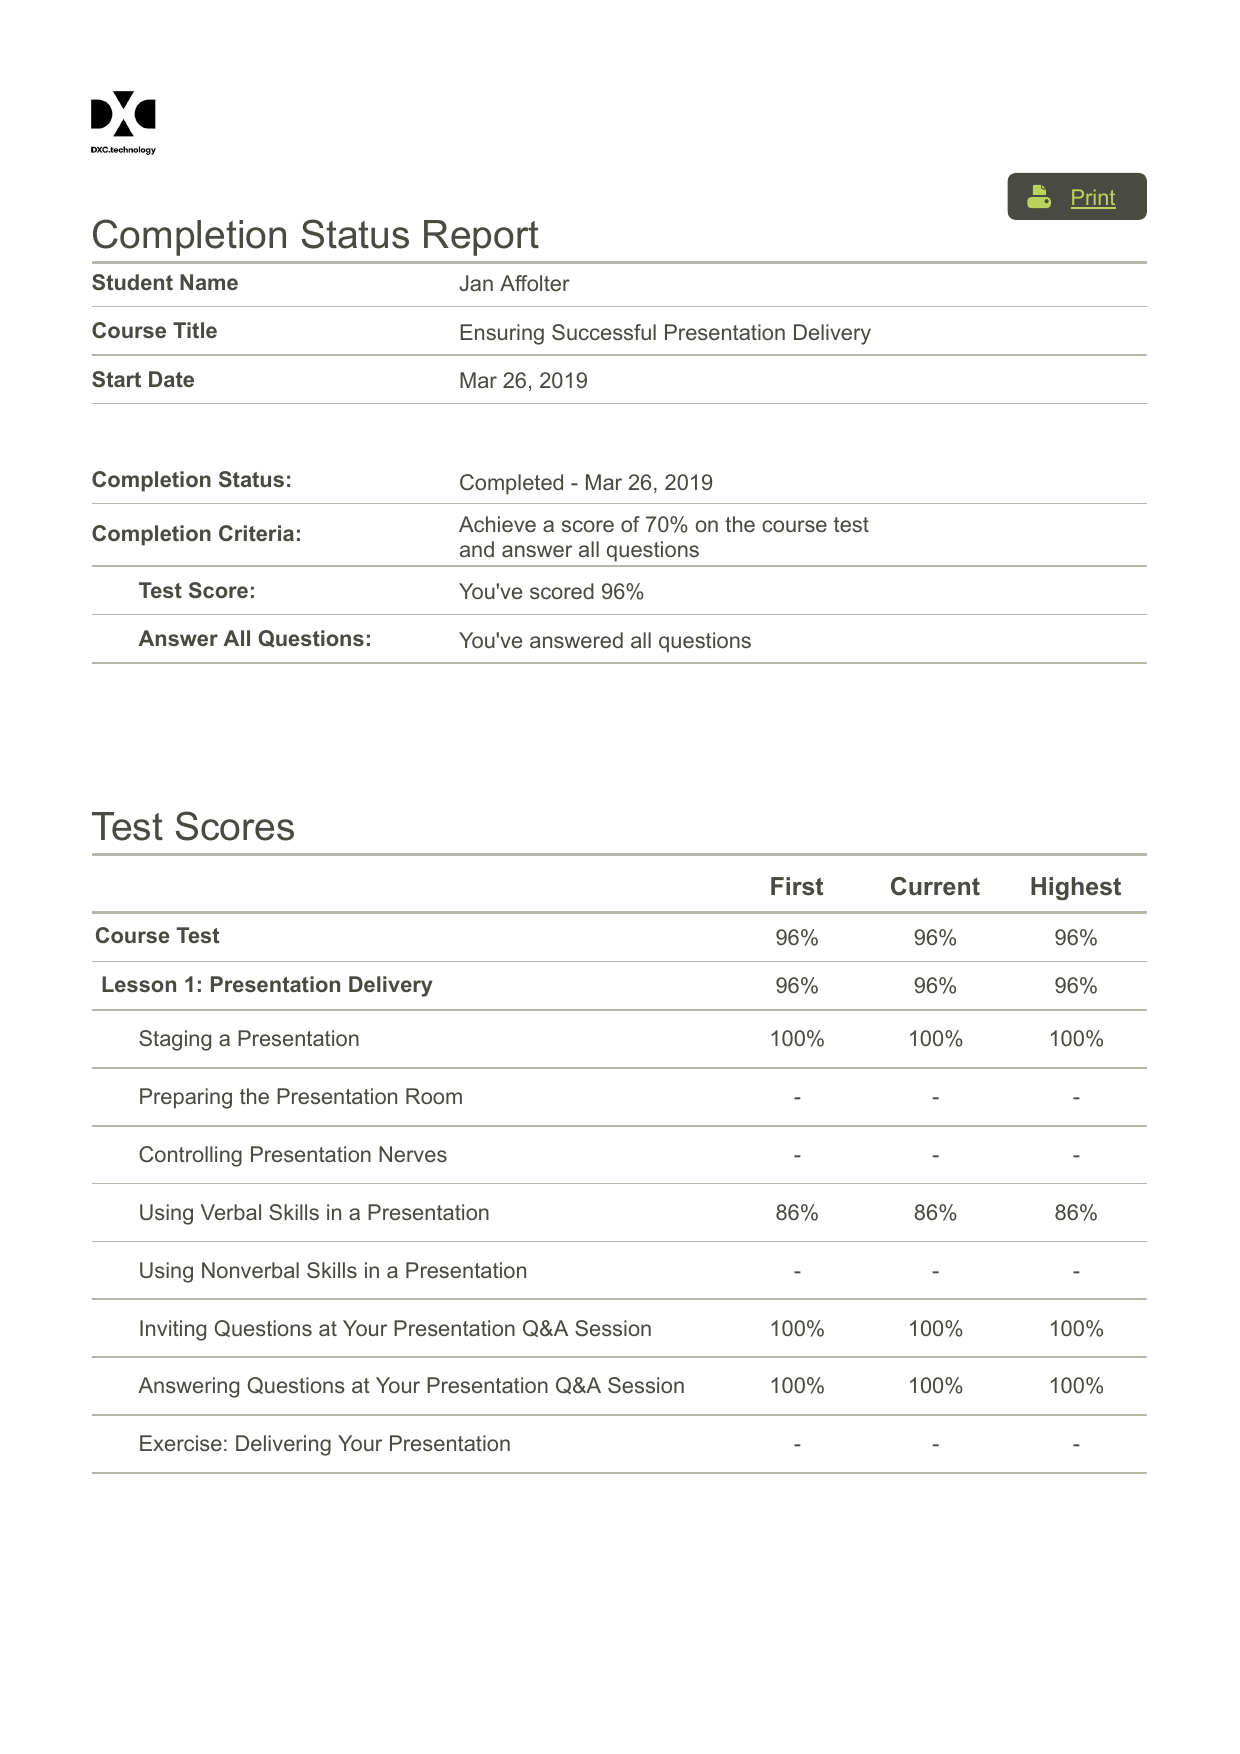 DXC.technology
Print
Completion Status Report
Student Name Jan Affolter
Course Title Ensuring Successful Presentation Delivery
Start Date Mar 26, 2019
Completion Status: Completed - Mar 26, 2019
Completion Criteria: Achieve a score of 70% on the course test
and answer all questions
Test Score: You've scored 96%
Answer All Questions: You've answered all questions
Test Scores
First Current Highest
Course Test 96% 96% 96%
Lesson 1: Presentation Delivery 96% 96% 96%
Staging a Presentation 100% 100% 100%
Preparing the Presentation Room - - -
Controlling Presentation Nerves - - -
Using Verbal Skills in a Presentation 86% 86% 86%
Using Nonverbal Skills in a Presentation - - -
Inviting Questions at Your Presentation Q&A Session 100% 100% 100%
Answering Questions at Your Presentation Q&A Session 100% 100% 100%
Exercise: Delivering Your Presentation - - -